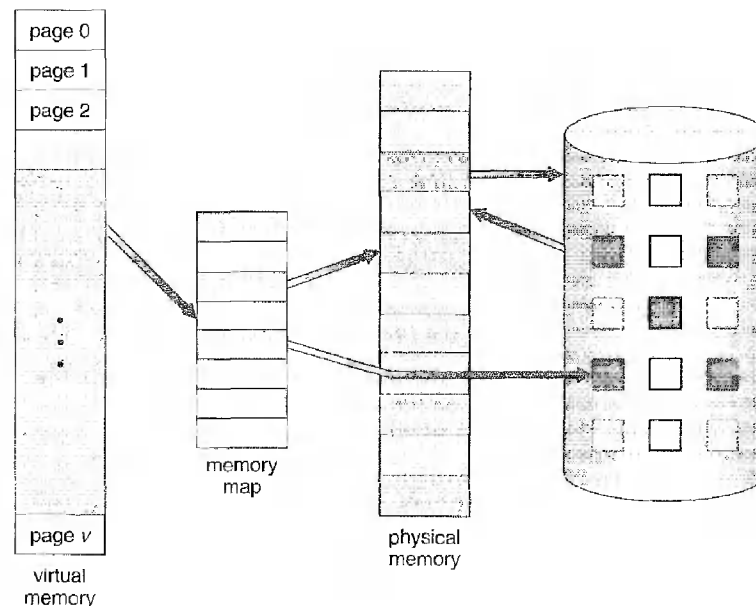 page 0
page 1
page 2
page v
virtual
memory
memory
map
physical
memory